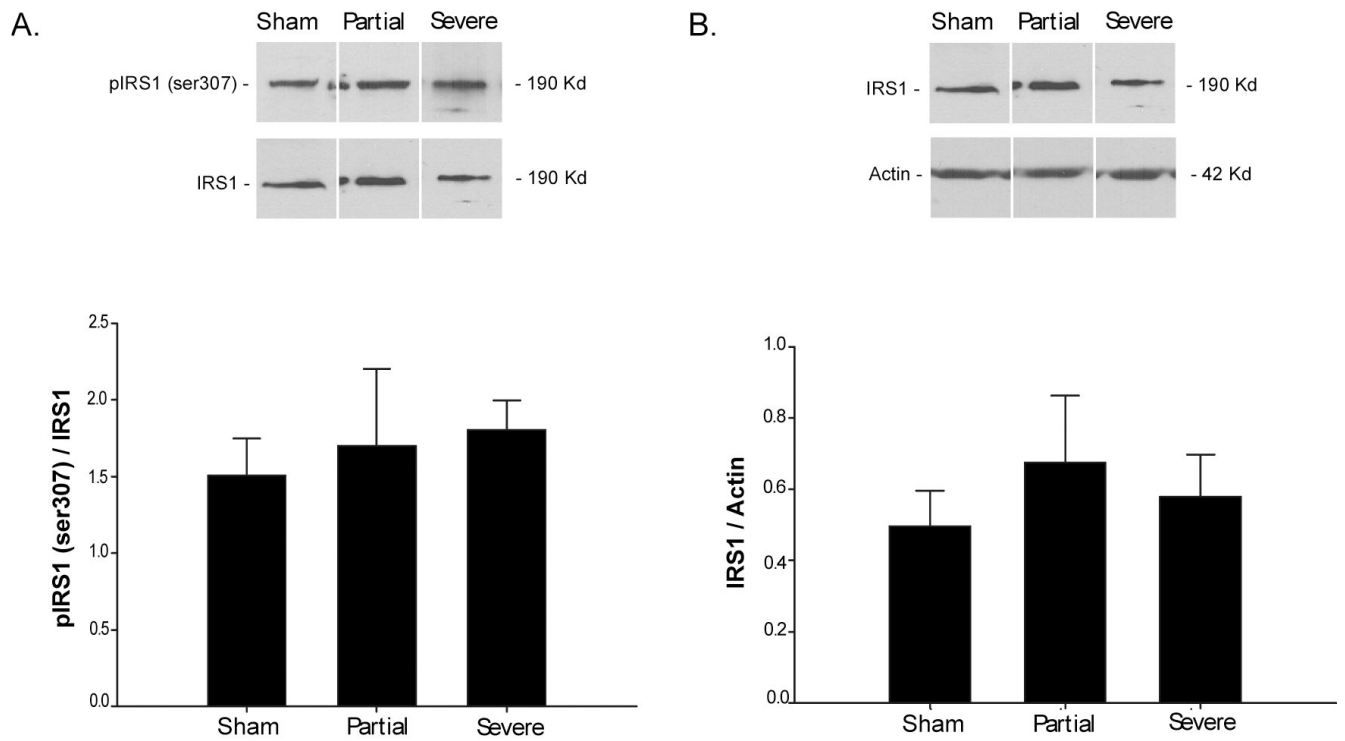 A.
Sham Partial Severe
pIRS1 (ser307) - - 190 Kd
IRS1 - - 190 Kd
2.5
2.0
1.5
1.0
0.5
0.0
pIRS1 (ser307) / IRS1
Sham Partial Severe
B.
Sham Partial Severe
IRS1 - - 190 Kd
Actin - - 42 Kd
1.0
0.8
0.6
0.4
0.2
0.0
IRS1 / Actin
Sham Partial Severe